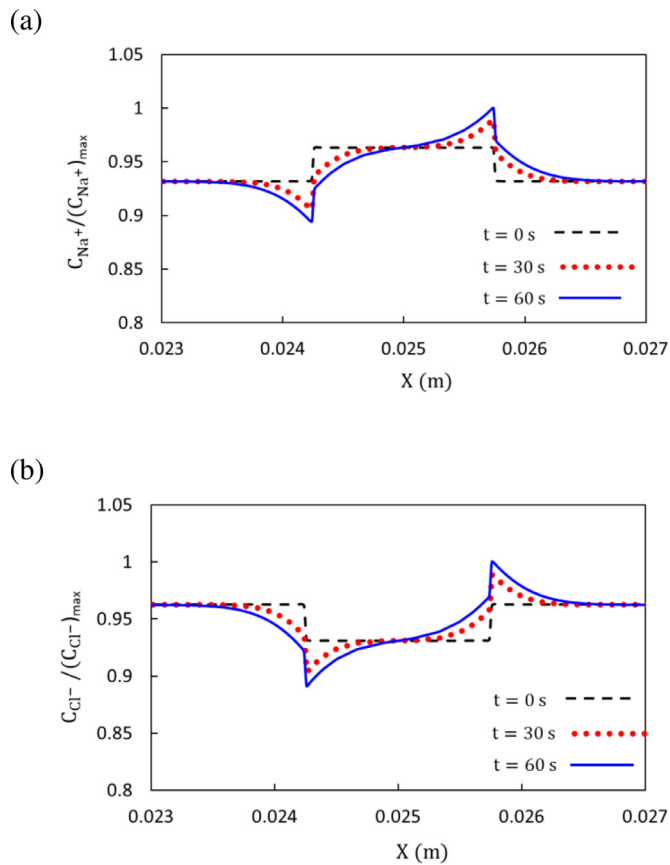 (a)
1.05
1
0.95
0.9
0.85
0.8
C_Na⁺/(C_Na⁺)_max
t = 0 s
t = 30 s
t = 60 s
0.023 0.024 0.025 0.026 0.027
X (m)
(b)
1.05
1
0.95
0.9
0.85
0.8
C_Cl⁻ / (C_Cl⁻)_max
t = 0 s
t = 30 s
t = 60 s
0.023 0.024 0.025 0.026 0.027
X (m)